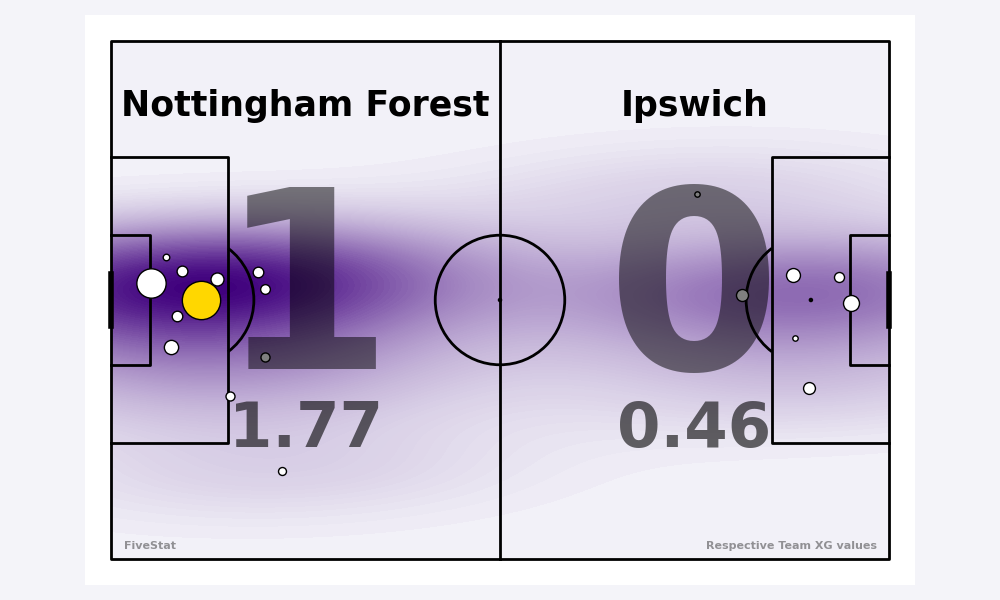 Nottingham Forest
Ipswich
1
0
1.77
0.46
FiveStat
Respective Team XG values